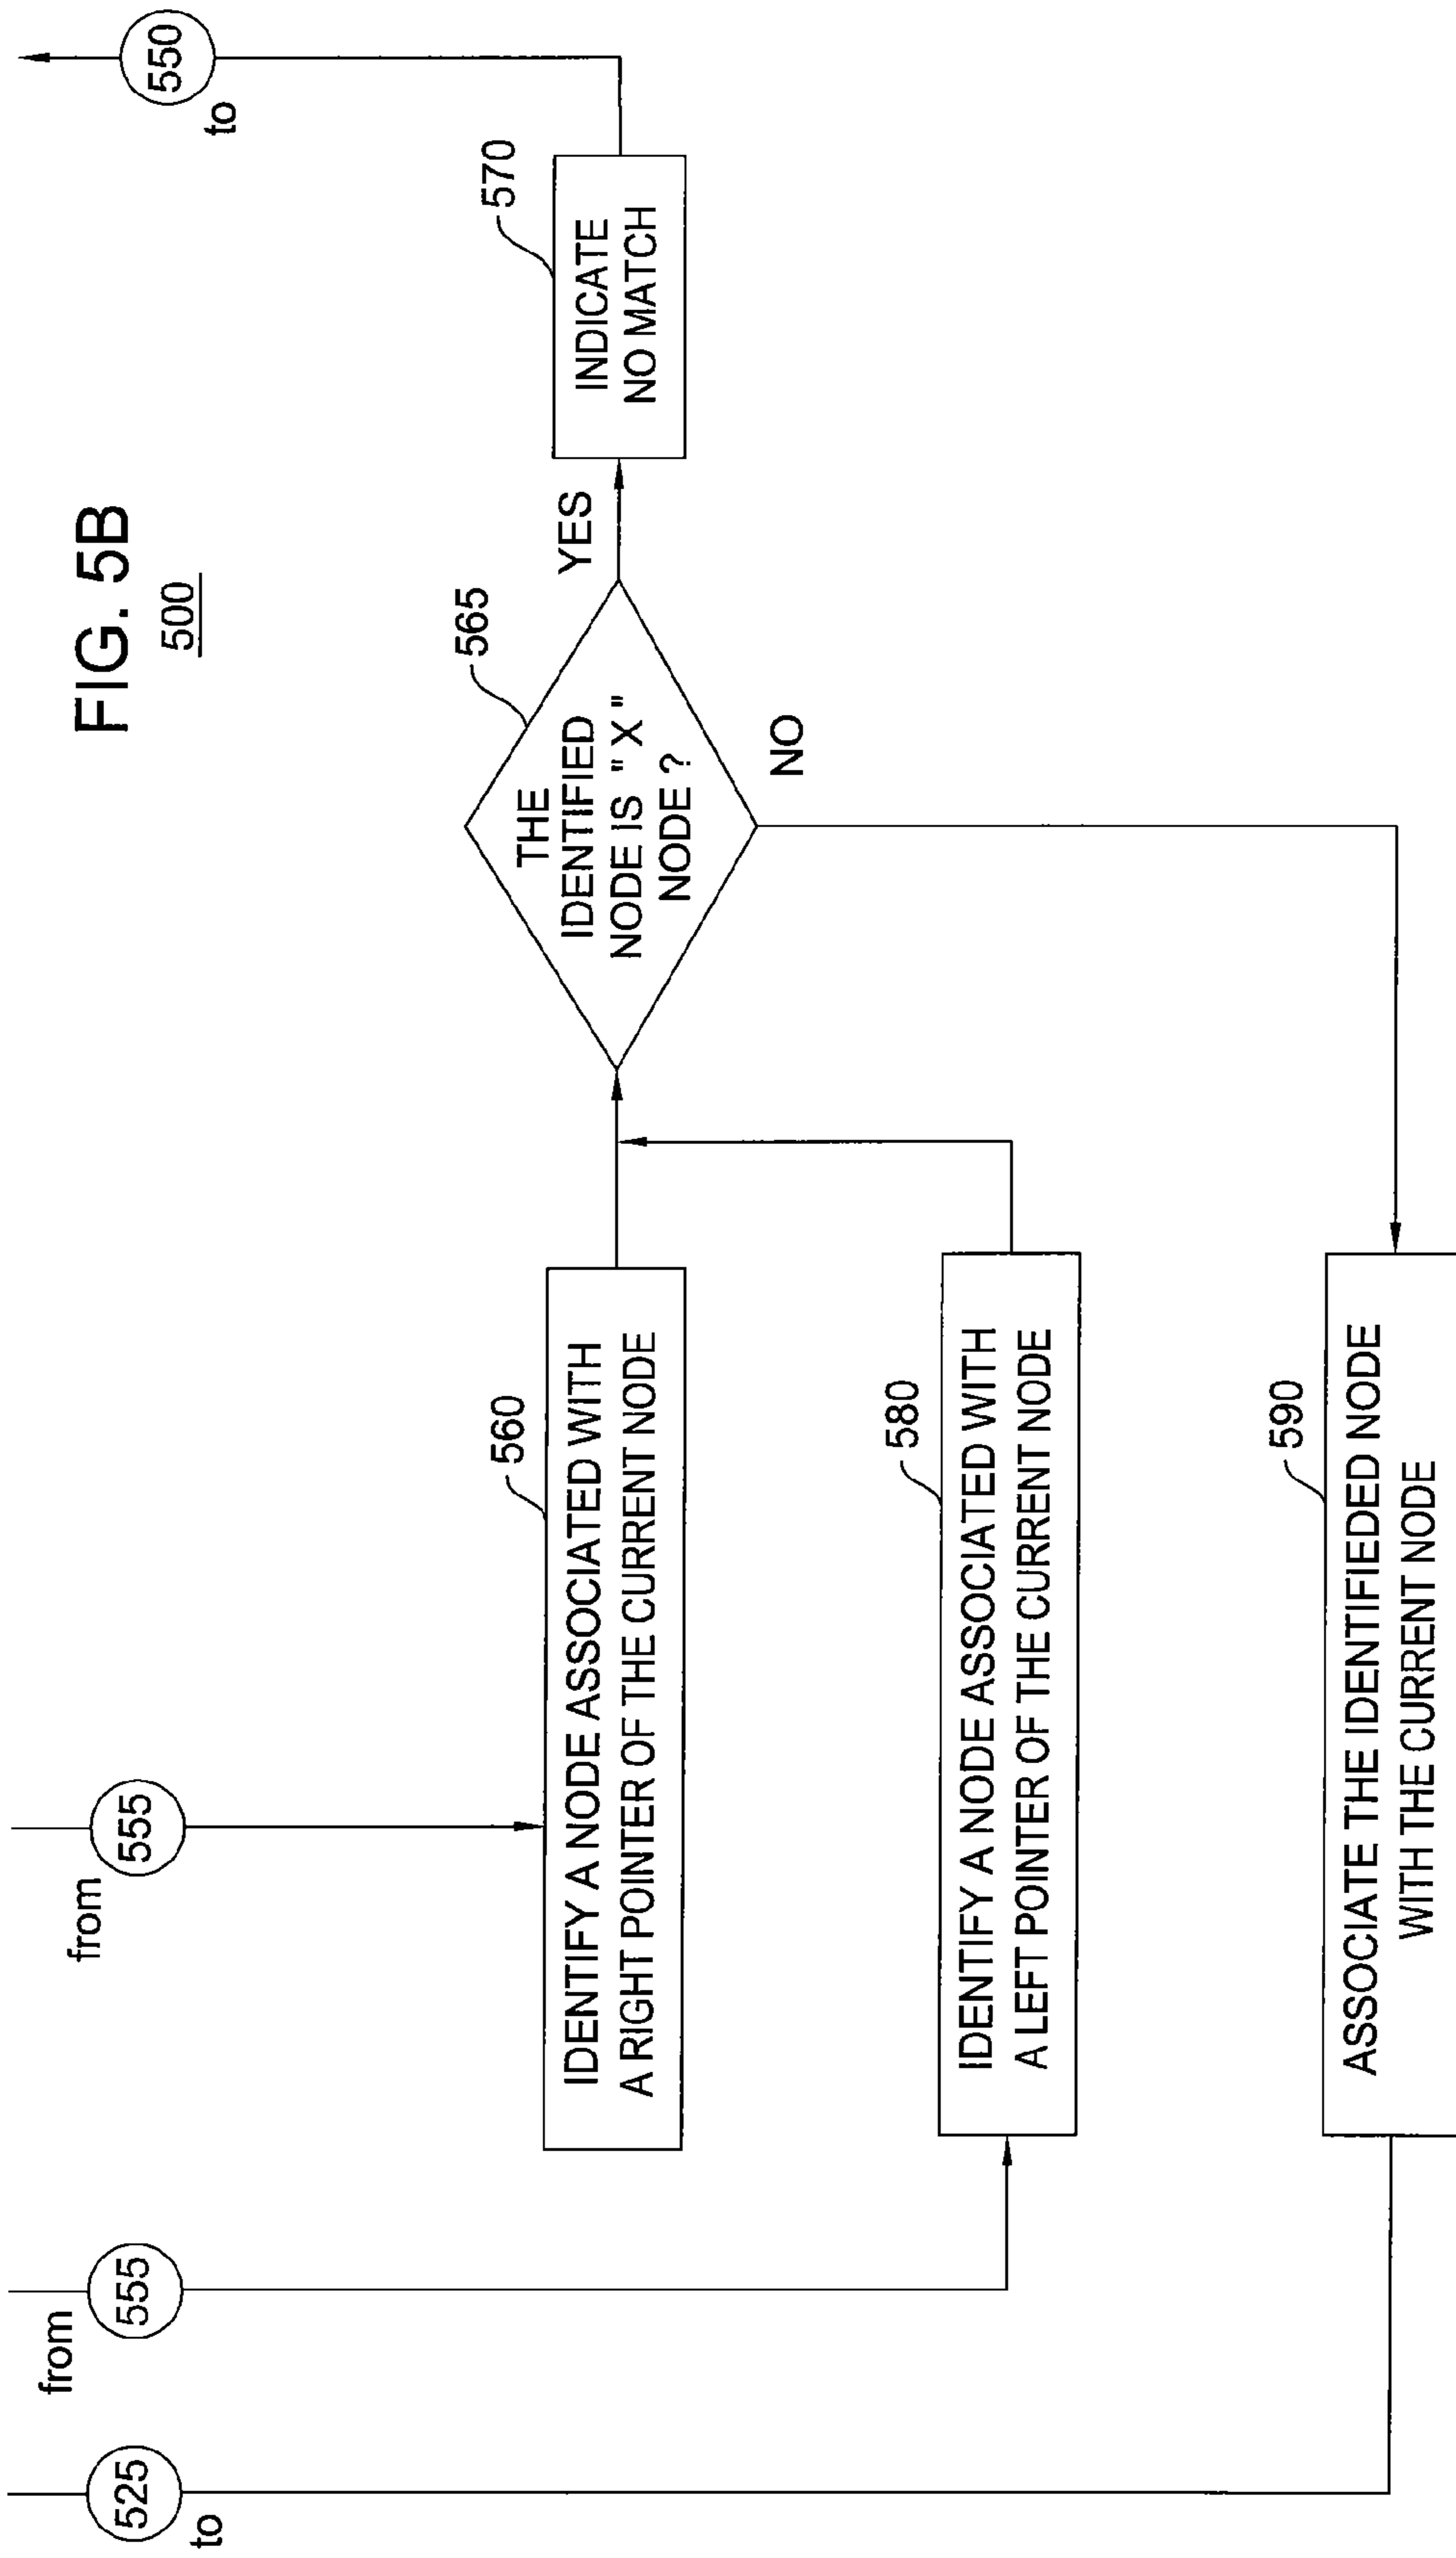 FIG. 5B
500
from
555
from
555
525
to
to
550
560
IDENTIFY A NODE ASSOCIATED WITH
A RIGHT POINTER OF THE CURRENT NODE
565
THE
IDENTIFIED
NODE IS "X"
NODE ?
YES
NO
570
INDICATE
NO MATCH
580
IDENTIFY A NODE ASSOCIATED WITH
A LEFT POINTER OF THE CURRENT NODE
590
ASSOCIATE THE IDENTIFIEDED NODE
WITH THE CURRENT NODE